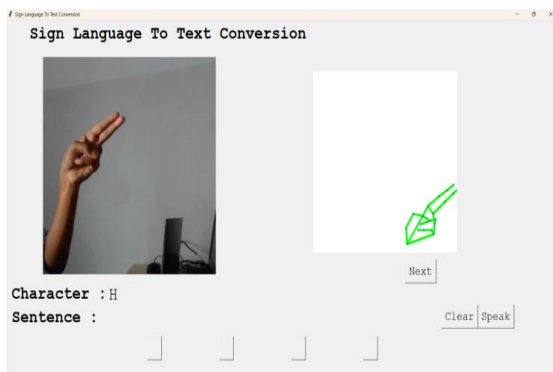 Sign Language To Text Conversion
Sign Language To Text Conversion
Next
Character : H
Sentence :
Clear Speak